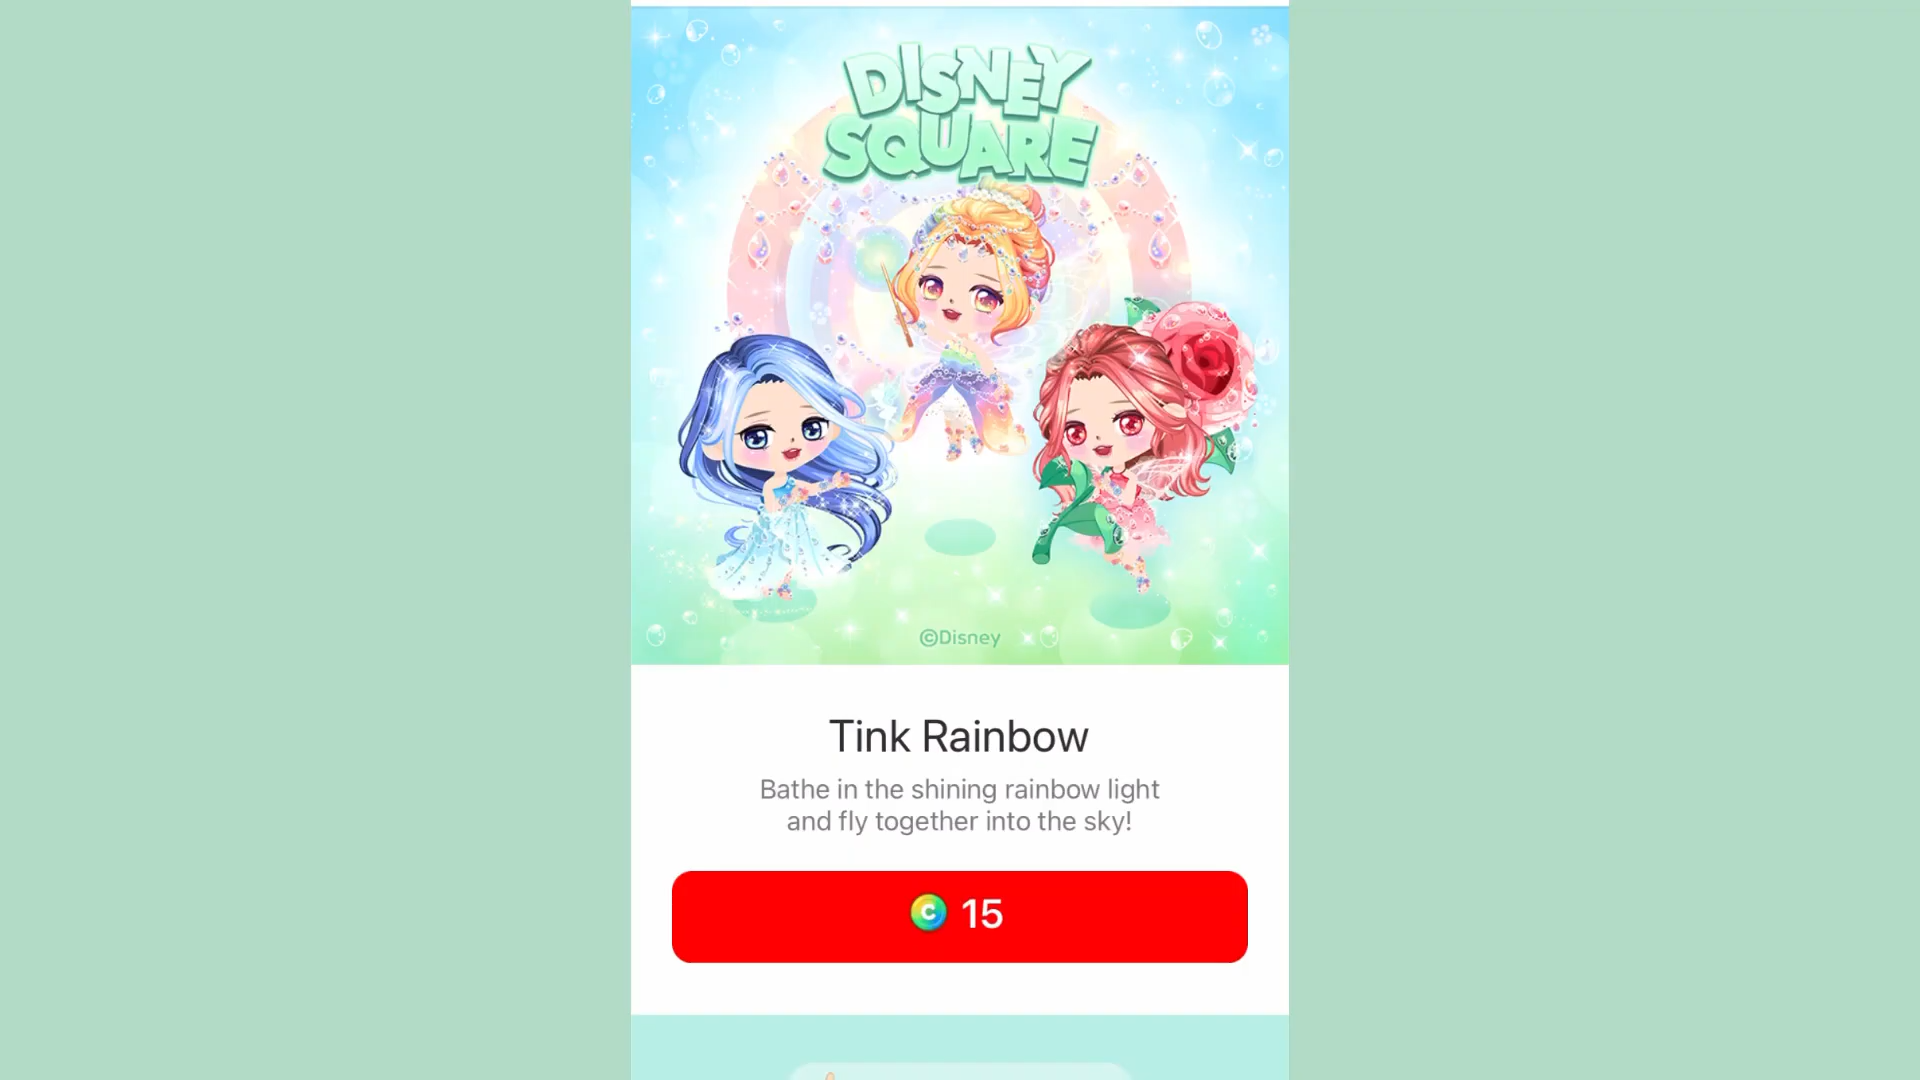 DISNEY
SQUARE
©Disney
Tink Rainbow
Bathe in the shining rainbow light
and fly together into the sky!
C 15